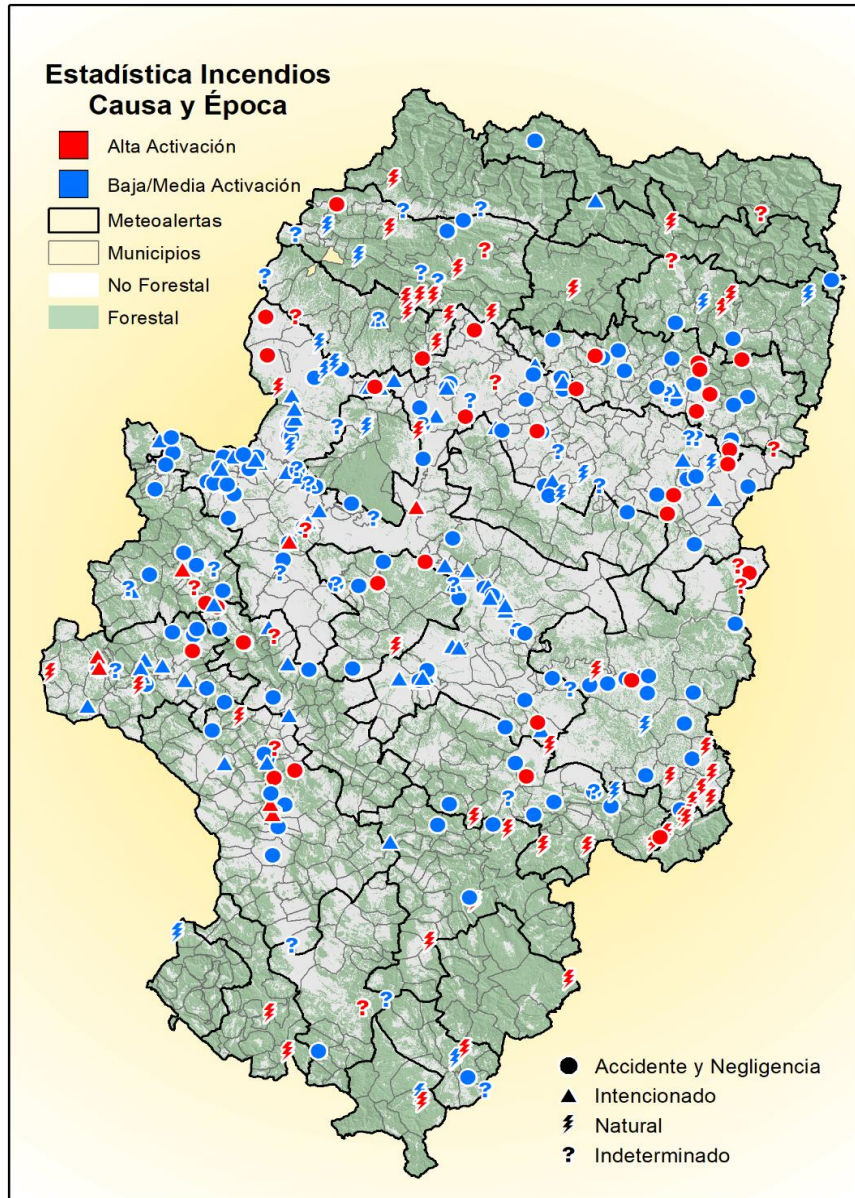 Estadística Incendios
Causa y Época
Alta Activación
Baja/Media Activación
Meteoalertas
Municipios
No Forestal
Forestal
Accidente y Negligencia
Intencionado
Natural
? Indeterminado